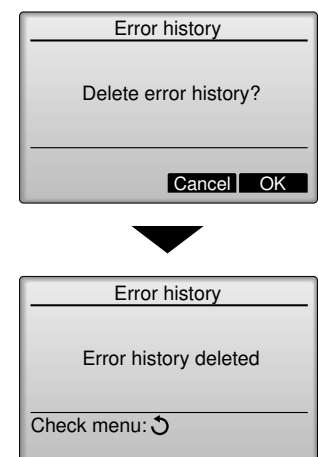 Error history
Delete error history?
Cancel OK
Error history
Error history deleted
Check menu: